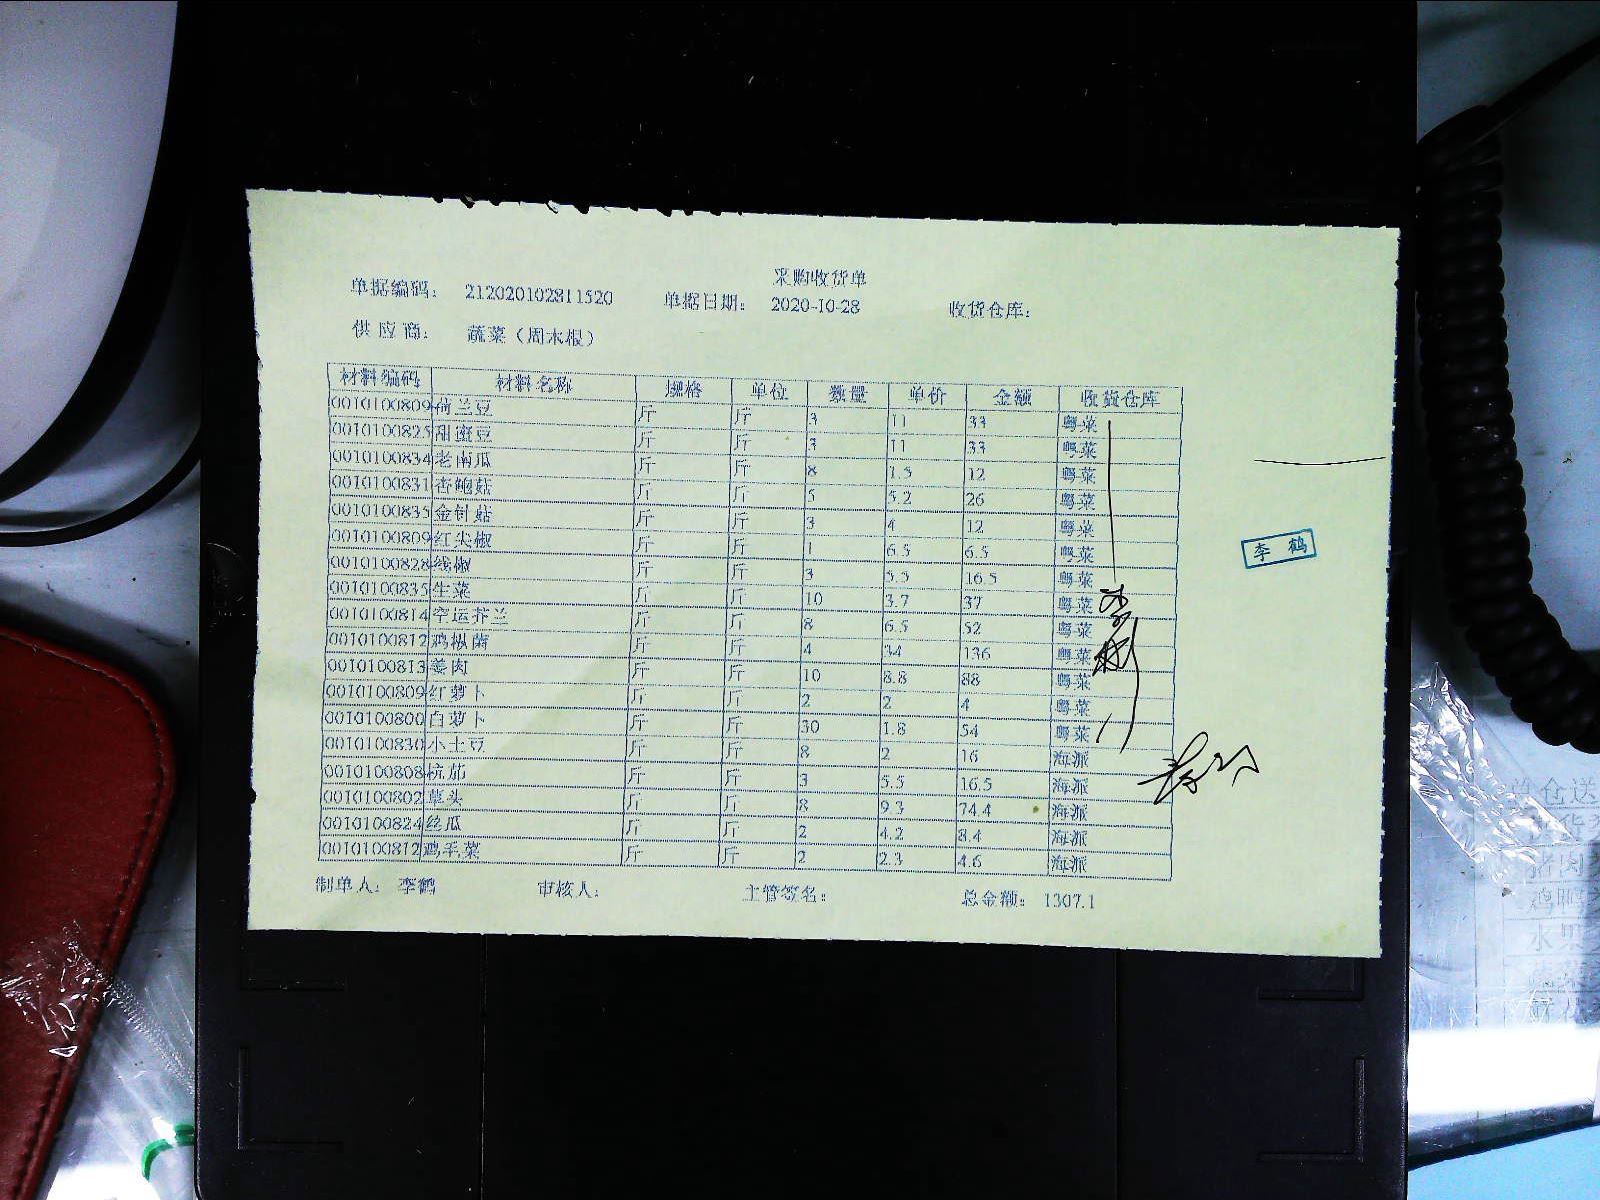 采购收货单
单据编码： 212020102811520 单据日期： 2020-10-28 收货仓库：
供应商： 蔬菜（周木根）
材料编码 材料名称 规格 单位 数量 单价 金额 收货仓库
0010100809 荷兰豆 斤 斤 3 11 33 粤菜
0010100825 甜蜜豆 斤 斤 3 11 33 粤菜
0010100834 老南瓜 斤 斤 8 1.5 12 粤菜
0010100831 杏鲍菇 斤 斤 5 5.2 26 粤菜
0010100835 金针菇 斤 斤 3 4 12 粤菜
0010100809 红尖椒 斤 斤 1 6.5 6.5 粤菜
0010100828 线椒 斤 斤 3 5.5 16.5 粤菜
0010100835 生菜 斤 斤 10 3.7 37 粤菜
0010100814 空运芥兰 斤 斤 8 6.5 52 粤菜
0010100812 鸡枞菌 斤 斤 4 34 136 粤菜
0010100813 姜肉 斤 斤 10 8.8 88 粤菜
0010100809 红萝卜 斤 斤 2 2 4 粤菜
0010100800 白萝卜 斤 斤 30 1.8 54 粤菜
0010100830 小土豆 斤 斤 8 2 16 海派
0010100808 杭茄 斤 斤 3 5.5 16.5 海派
0010100802 草头 斤 斤 8 9.3 74.4 海派
0010100824 丝瓜 斤 斤 2 4.2 8.4 海派
0010100812 鸡毛菜 斤 斤 2 2.3 4.6 海派
制单人： 李鹤 审核人： 主管签名： 总金额： 1307.1
李 鹤